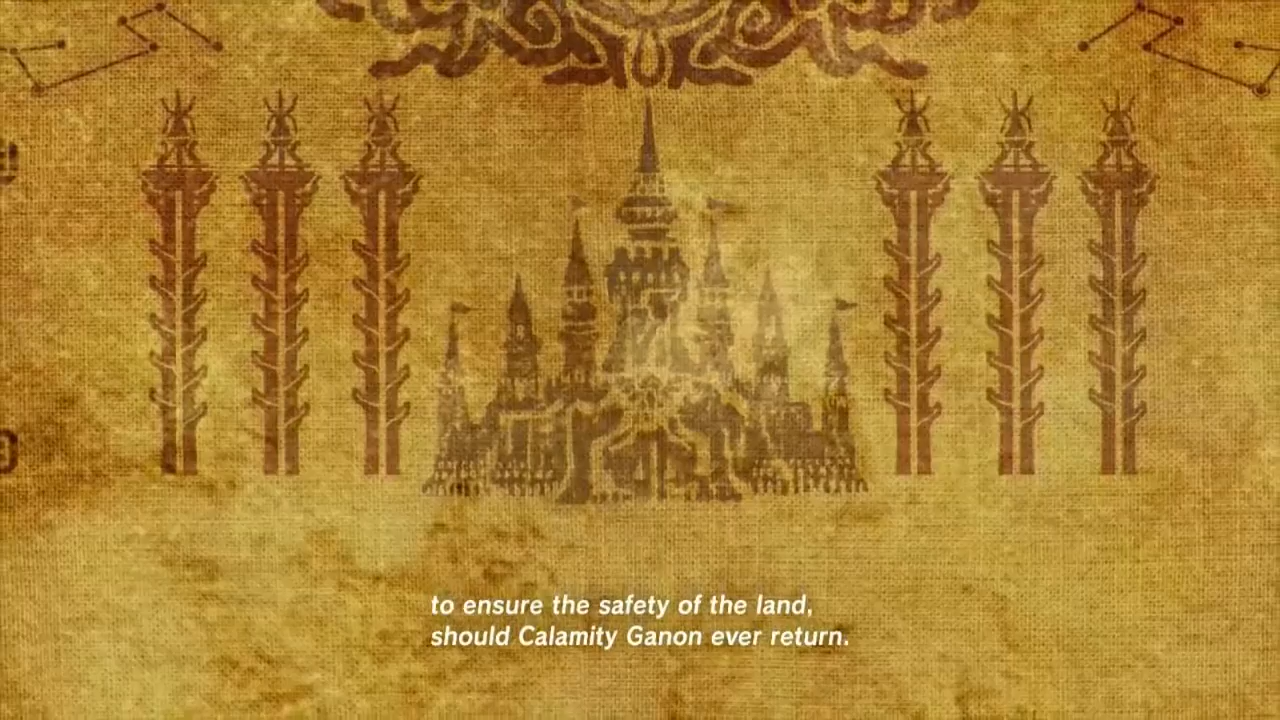 to ensure the safety of the land,
should Calamity Ganon ever return.